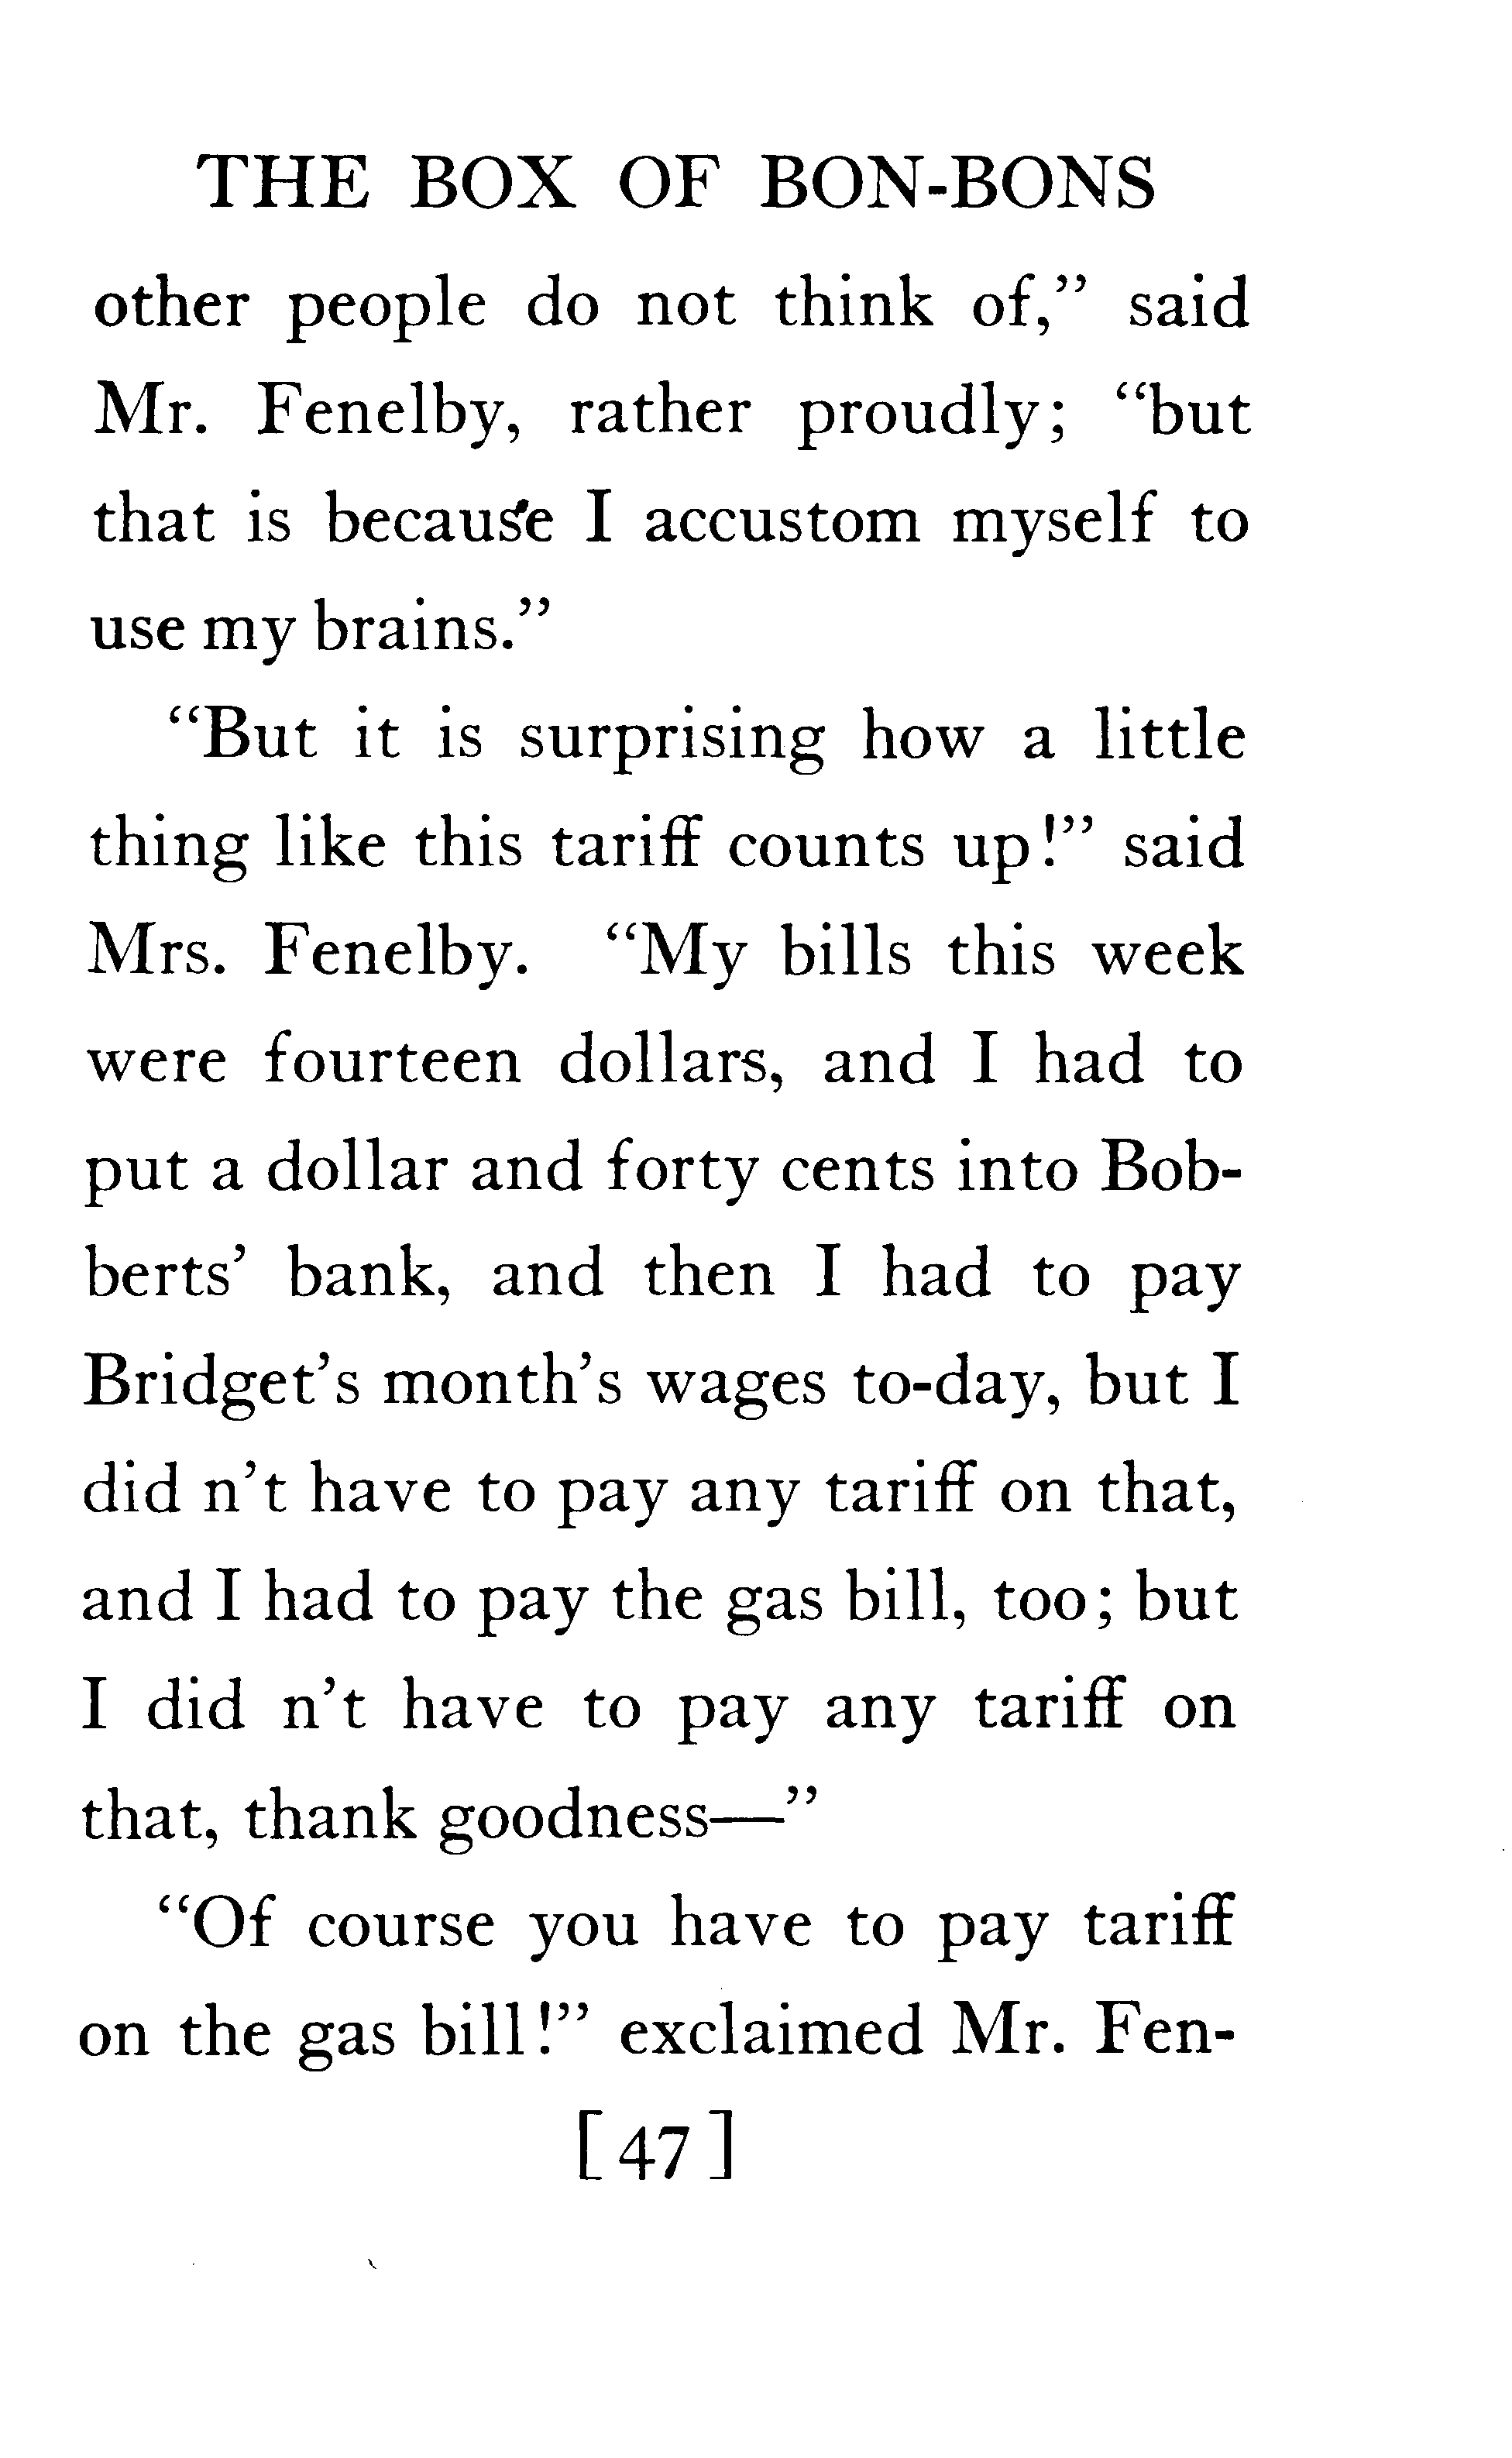 THE BOX OF BON-BONS
other people do not think of,” said
Mr. Fenelby, rather proudly; “but
that is because I accustom myself to
use my brains.”
“But it is surprising how a little
thing like this tariff counts up!” said
Mrs. Fenelby. “My bills this week
were fourteen dollars, and I had to
put a dollar and forty cents into Bob-
berts’ bank, and then I had to pay
Bridget’s month’s wages to-day, but I
did n’t have to pay any tariff on that,
and I had to pay the gas bill, too; but
I did n’t have to pay any tariff on
that, thank goodness—”
“Of course you have to pay tariff
on the gas bill!” exclaimed Mr. Fen-
[47]